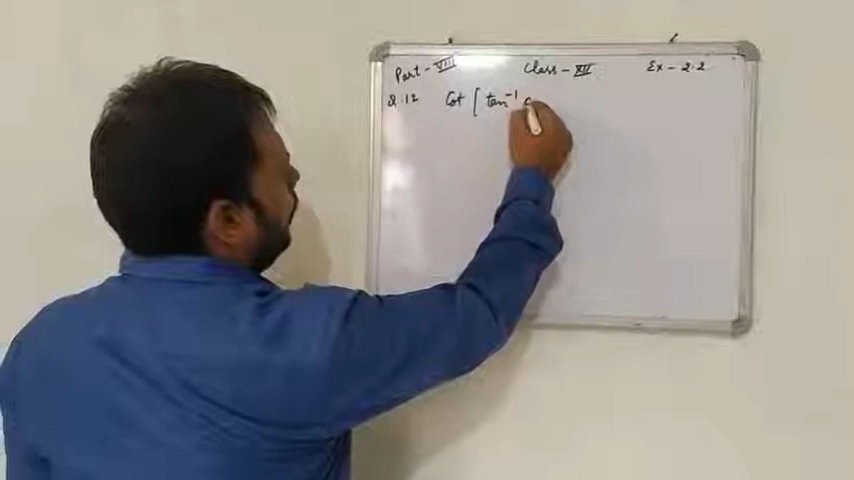 Part - VIII Class - XII Ex - 2.2
Q.12 Cot [ tan⁻¹ a